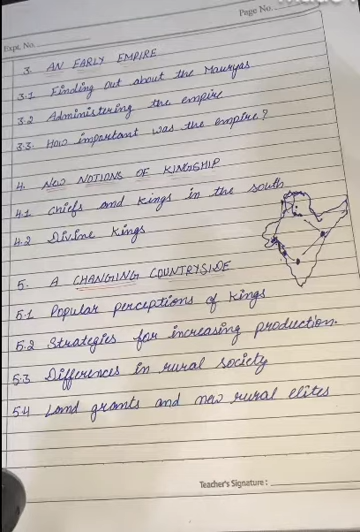 Page No.
Expt. No.
3. AN EARLY EMPIRE
3.1 Finding out about the Mauryas
3.2 Administering the empire
3.3. How important was the empire?
4. NEW NOTIONS OF KINGSHIP
4.1 Chiefs and kings in the south
4.2 Divine Kings
5. A CHANGING COUNTRYSIDE
5.1 Popular perceptions of kings
5.2 Strategies for increasing production.
5.3 Differences in rural society
5.4 Land grants and new rural elites
Teacher's Signature :